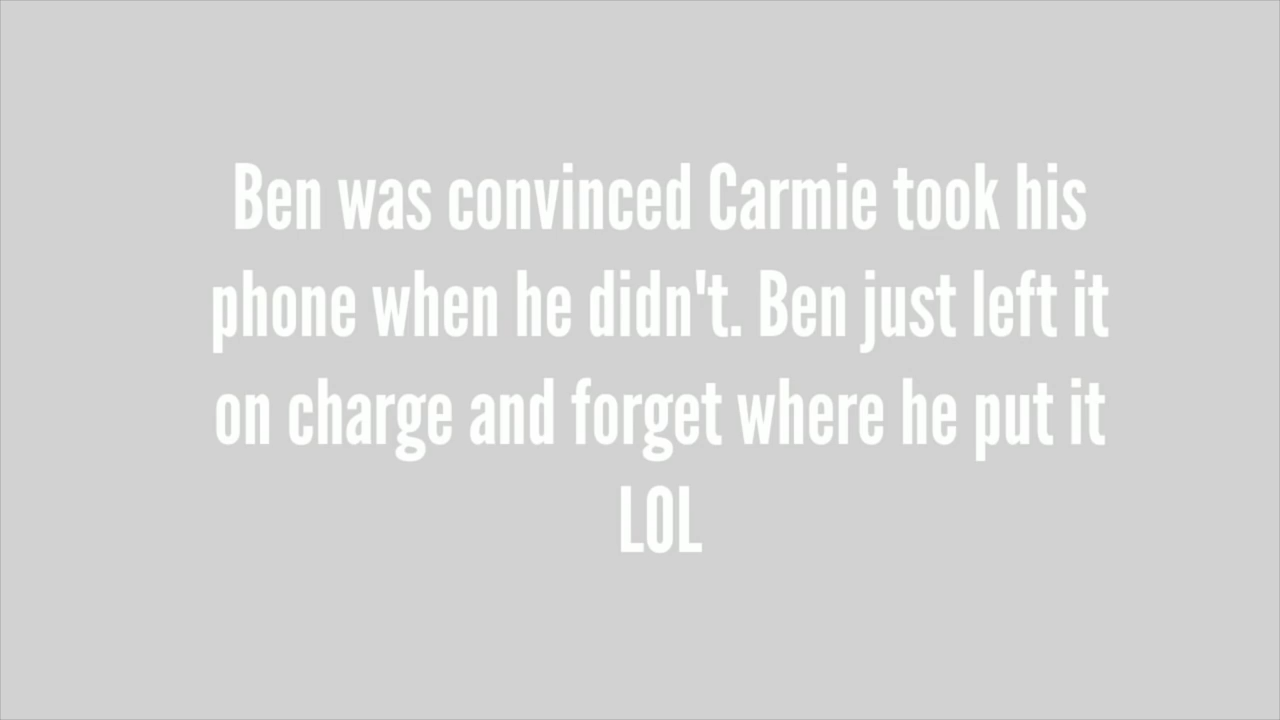 Ben was convinced Carmie took his
phone when he didn't. Ben just left it
on charge and forget where he put it
LOL